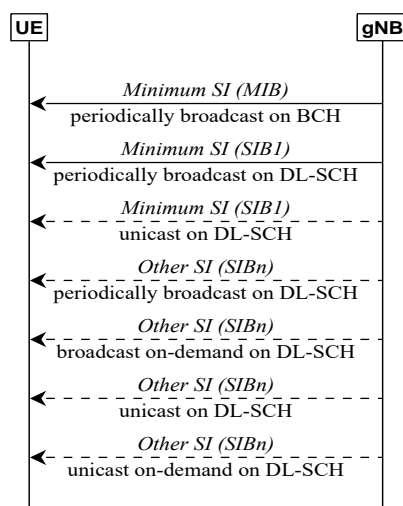 UE gNB
Minimum SI (MIB)
periodically broadcast on BCH
Minimum SI (SIB1)
periodically broadcast on DL-SCH
Minimum SI (SIB1)
unicast on DL-SCH
Other SI (SIBn)
periodically broadcast on DL-SCH
Other SI (SIBn)
broadcast on-demand on DL-SCH
Other SI (SIBn)
unicast on DL-SCH
Other SI (SIBn)
unicast on-demand on DL-SCH